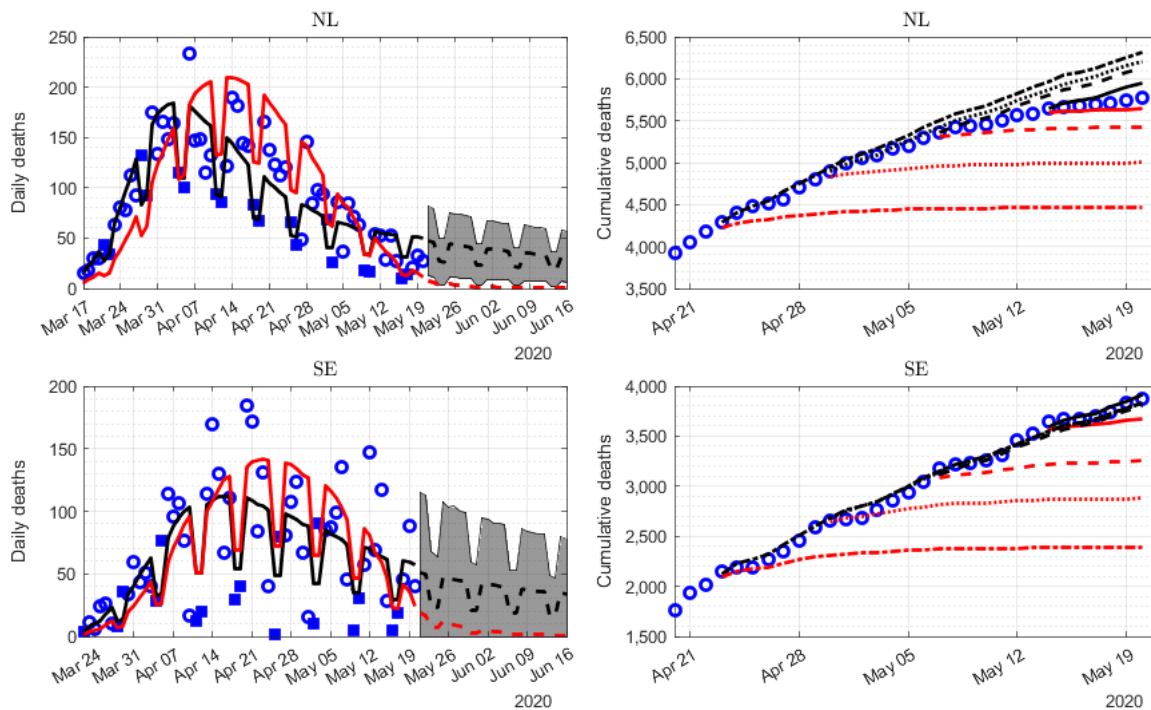 NL
Daily deaths
250
200
150
100
50
0
Mar 17
Mar 24
Mar 31
Apr 07
Apr 14
Apr 21
Apr 28
May 05
May 12
May 19
May 26
Jun 02
Jun 09
Jun 16
2020
NL
Cumulative deaths
6,500
6,000
5,500
5,000
4,500
4,000
3,500
Apr 21
Apr 28
May 05
May 12
May 19
2020
SE
Daily deaths
200
150
100
50
0
Mar 24
Mar 31
Apr 07
Apr 14
Apr 21
Apr 28
May 05
May 12
May 19
May 26
Jun 02
Jun 09
Jun 16
2020
SE
Cumulative deaths
4,000
3,500
3,000
2,500
2,000
1,500
Apr 21
Apr 28
May 05
May 12
May 19
2020